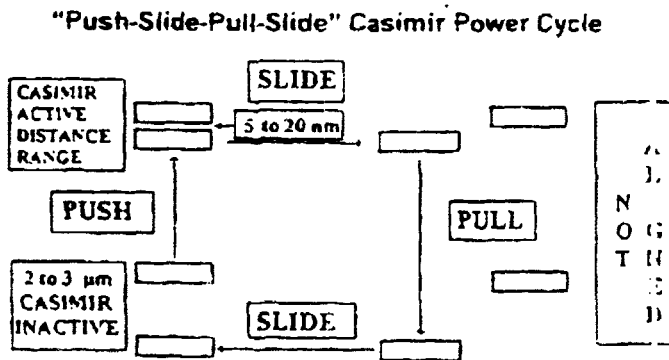 "Push-Slide-Pull-Slide" Casimir Power Cycle
SLIDE
CASIMIR
ACTIVE
DISTANCE
RANGE
5 to 20 nm
PUSH
PULL
NOT
2 to 3 μm
CASIMIR
INACTIVE
SLIDE